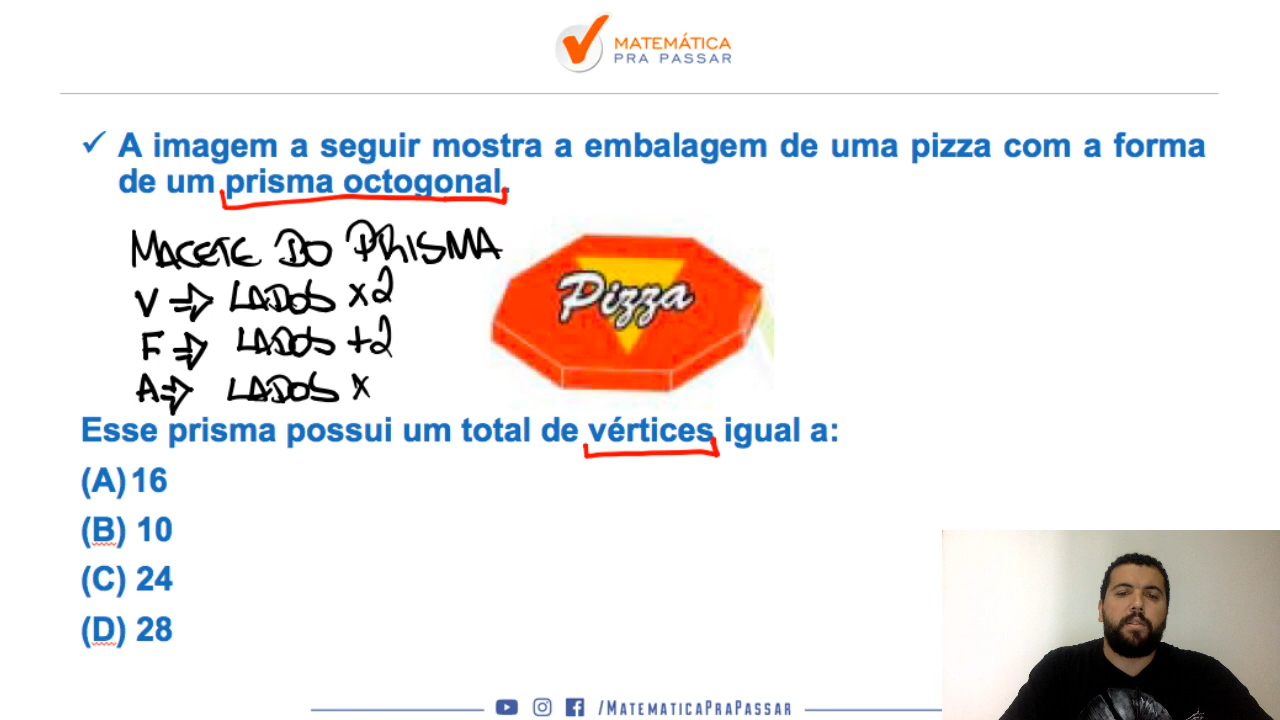 MATEMÁTICA
PRA PASSAR
✓ A imagem a seguir mostra a embalagem de uma pizza com a forma
de um prisma octogonal.
MACETE DO PRISMA
V ⇒ LADOS x2
F ⇒ LADOS +2
A ⇒ LADOS x
Pizza
Esse prisma possui um total de vértices igual a:
(A) 16
(B) 10
(C) 24
(D) 28
/MATEMATICAPRAPASSAR